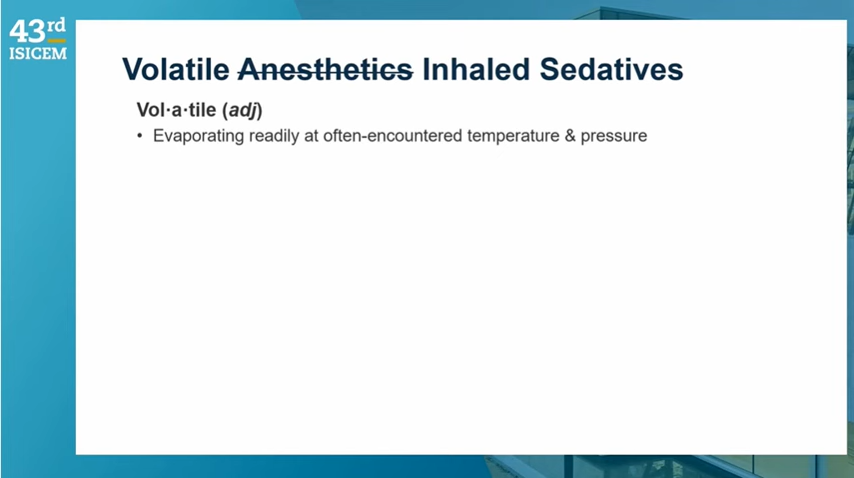 43rd
ISICEM
Volatile Anesthetics Inhaled Sedatives
Vol·a·tile (adj)
• Evaporating readily at often-encountered temperature & pressure